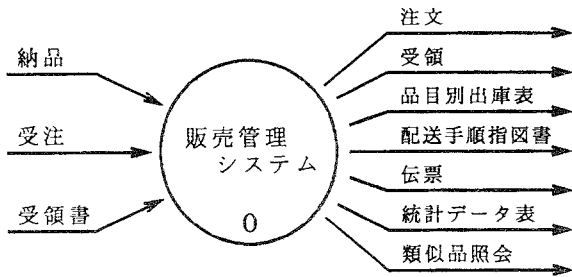 納品
受注
受領書
販売管理
システム
0
注文
受領
品目別出庫表
配送手順指図書
伝票
統計データ表
類似品照会